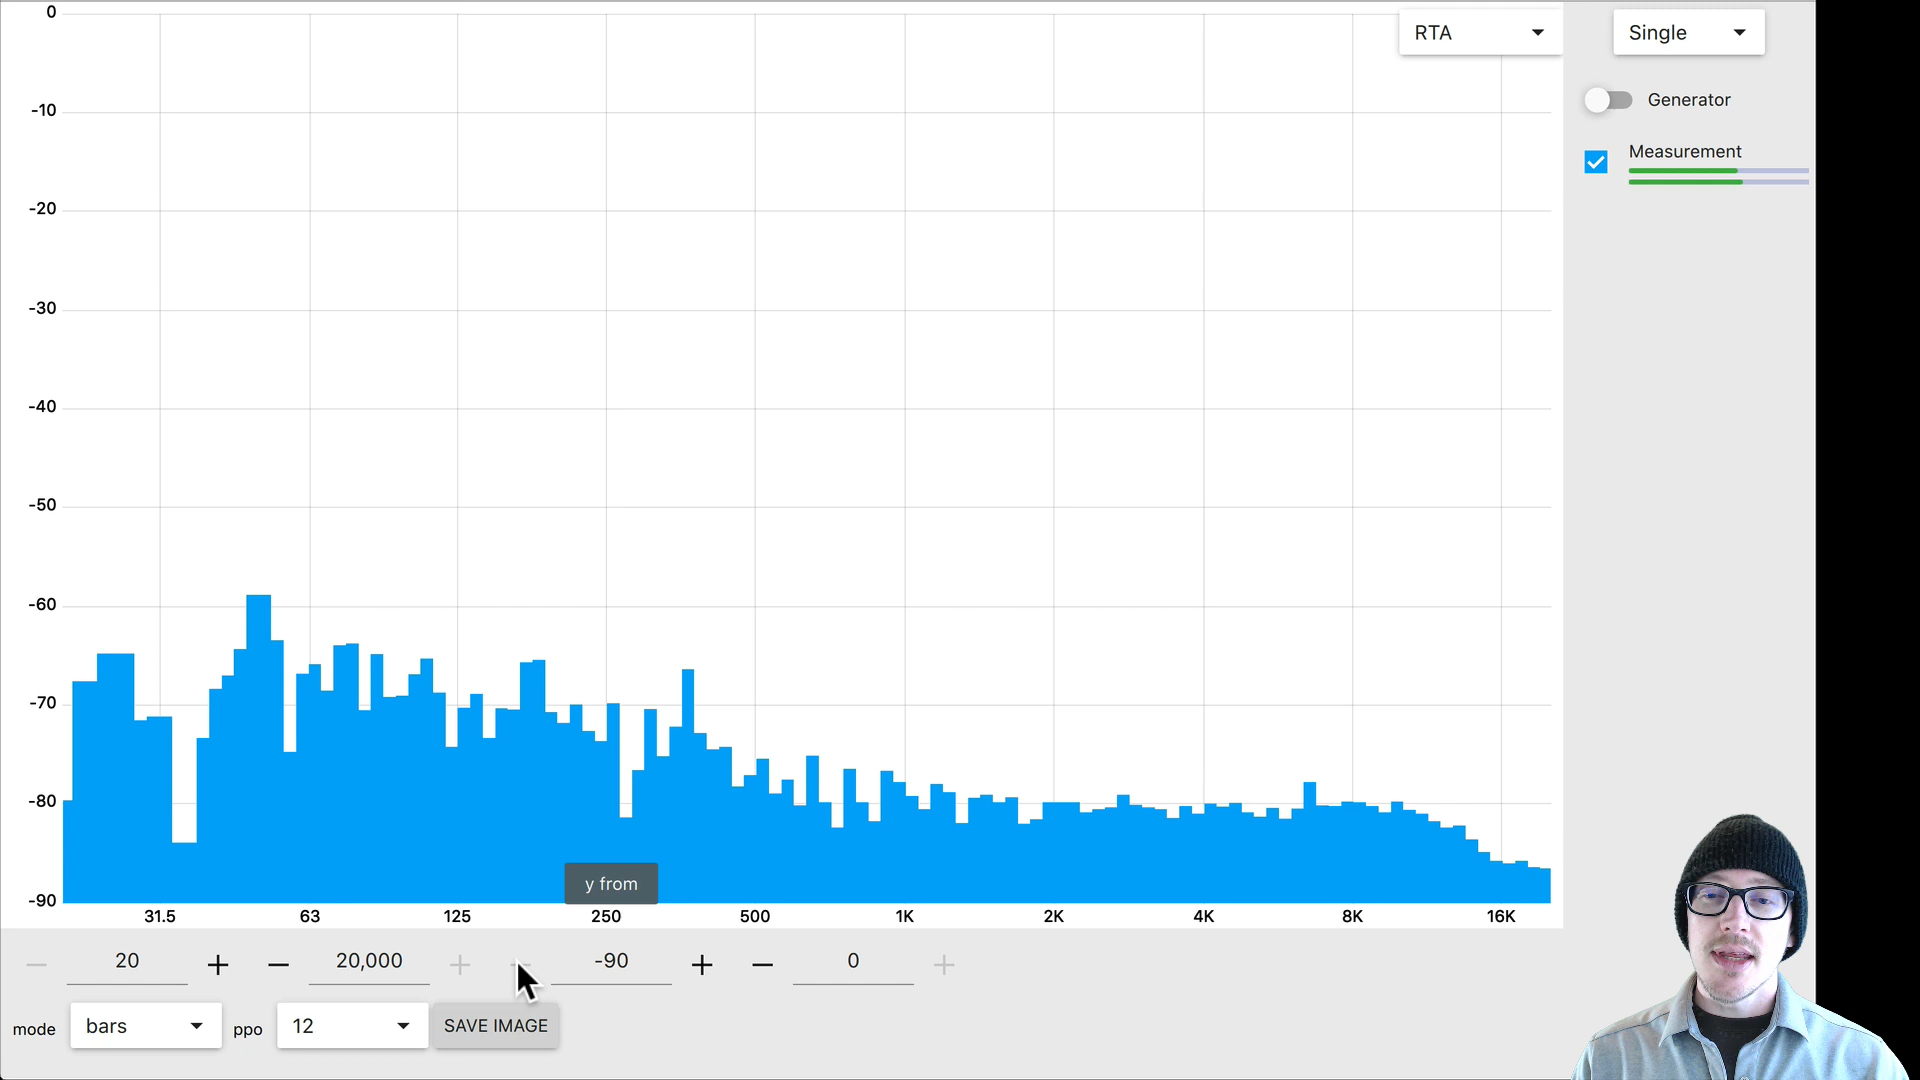 0
RTA
Single
-10
Generator
Measurement
-20
-30
-40
-50
-60
-70
-80
y from
-90
31.5 63 125 250 500 1K 2K 4K 8K 16K
20 20,000 -90 0
mode bars ppo 12 SAVE IMAGE